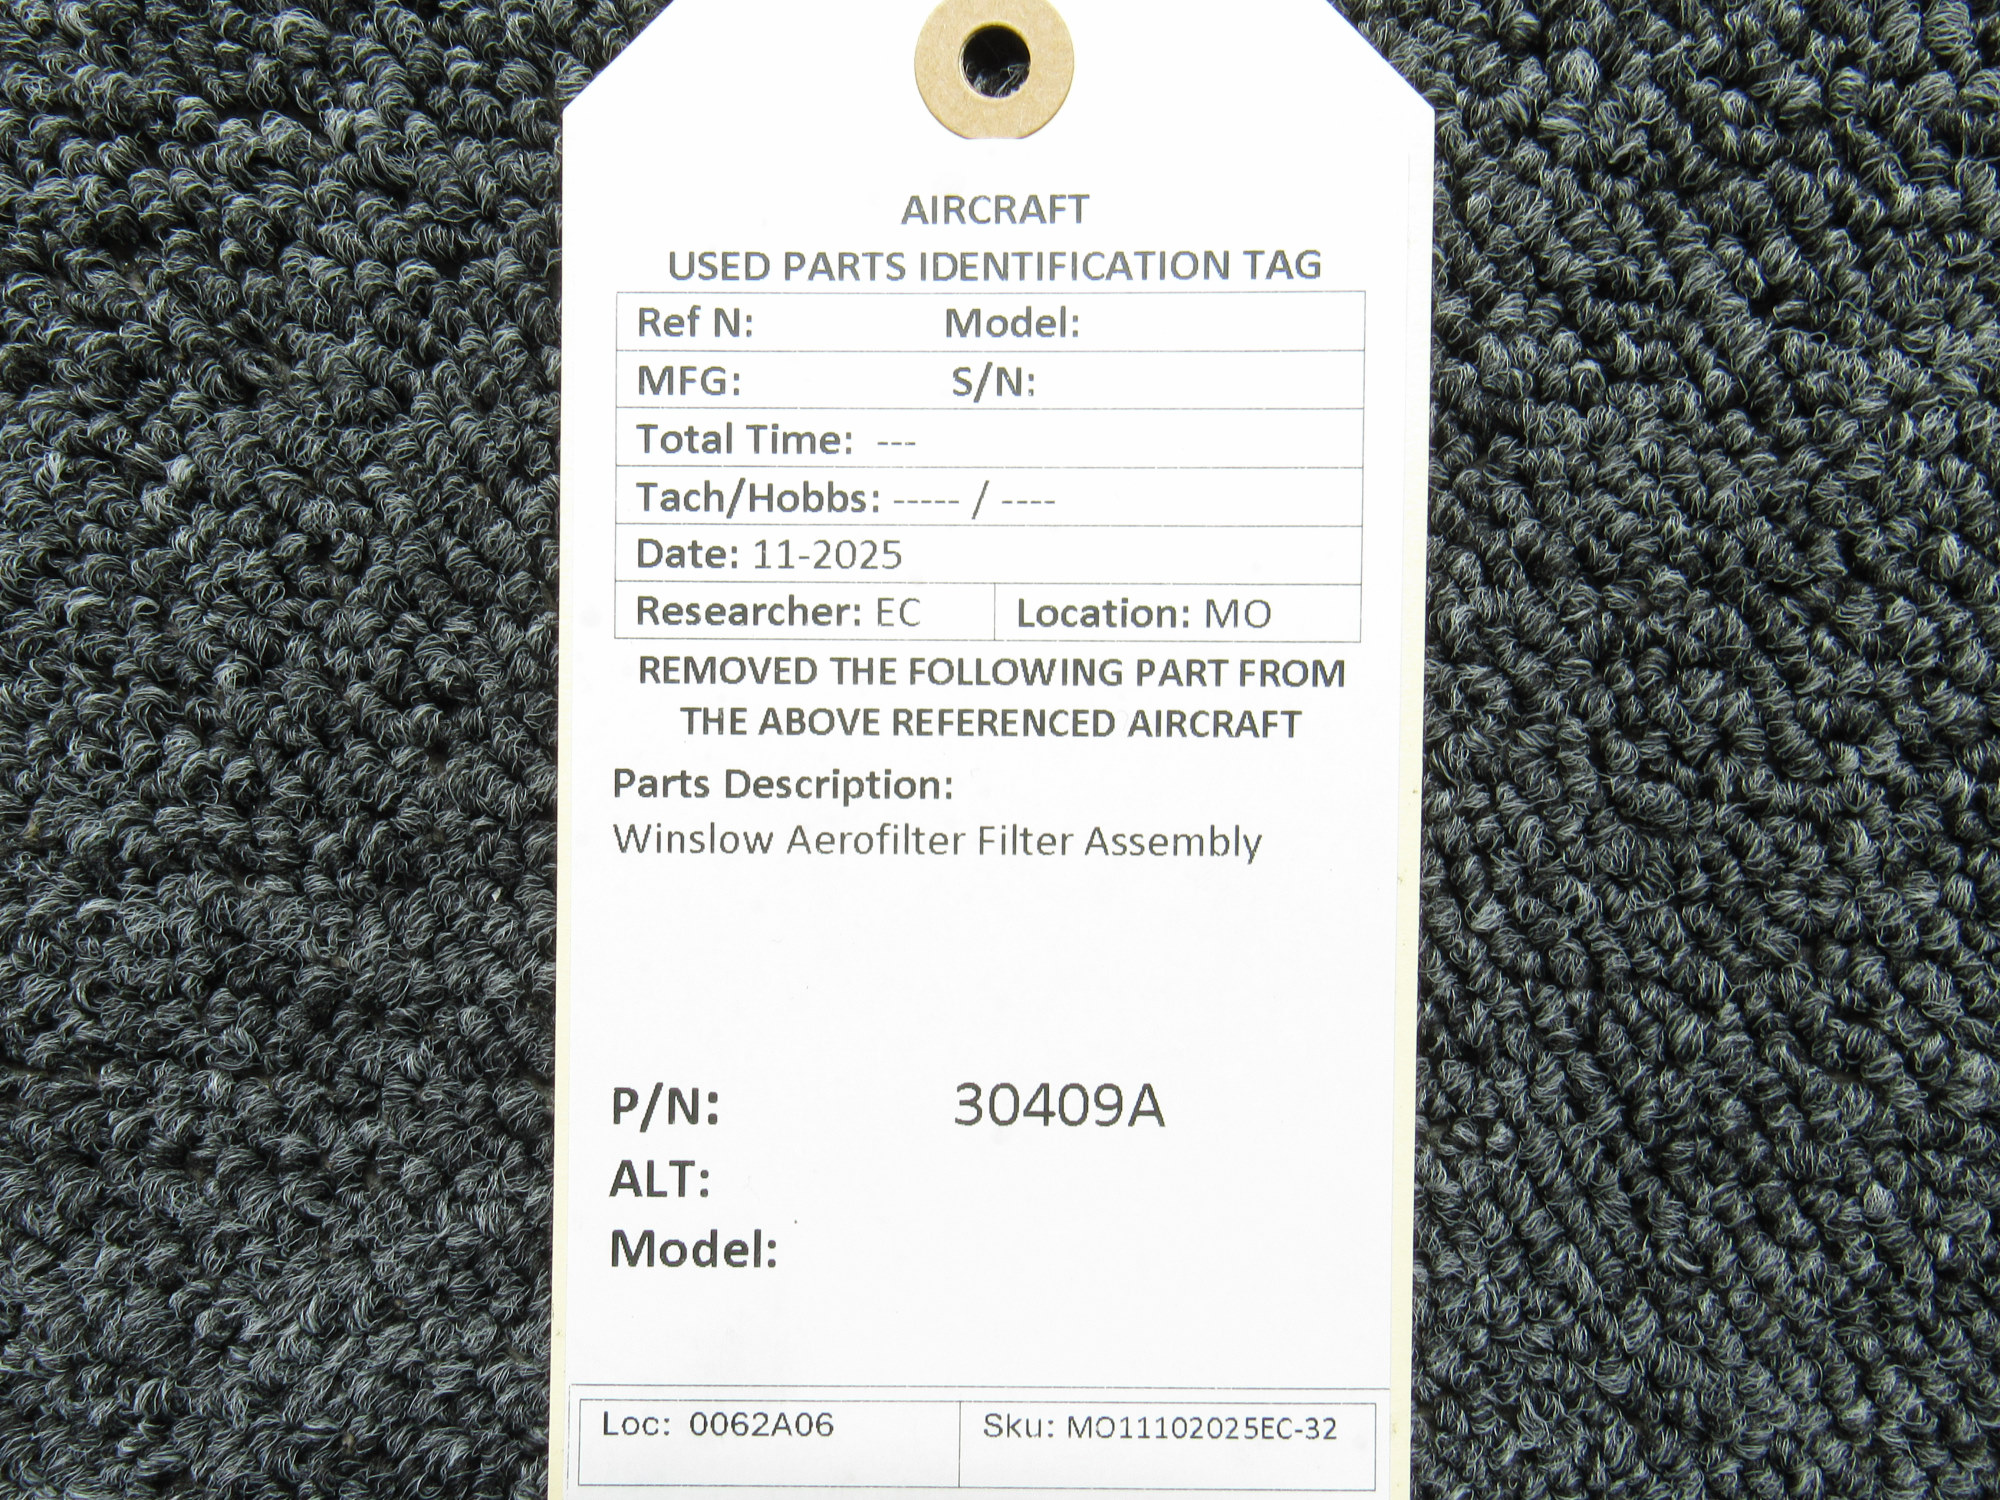 AIRCRAFT
USED PARTS IDENTIFICATION TAG
Ref N: Model:
MFG: S/N:
Total Time: ---
Tach/Hobbs: ----- / ----
Date: 11-2025
Researcher: EC Location: MO
REMOVED THE FOLLOWING PART FROM
THE ABOVE REFERENCED AIRCRAFT
Parts Description:
Winslow Aerofilter Filter Assembly
P/N: 30409A
ALT:
Model:
Loc: 0062A06 Sku: MO11102025EC-32